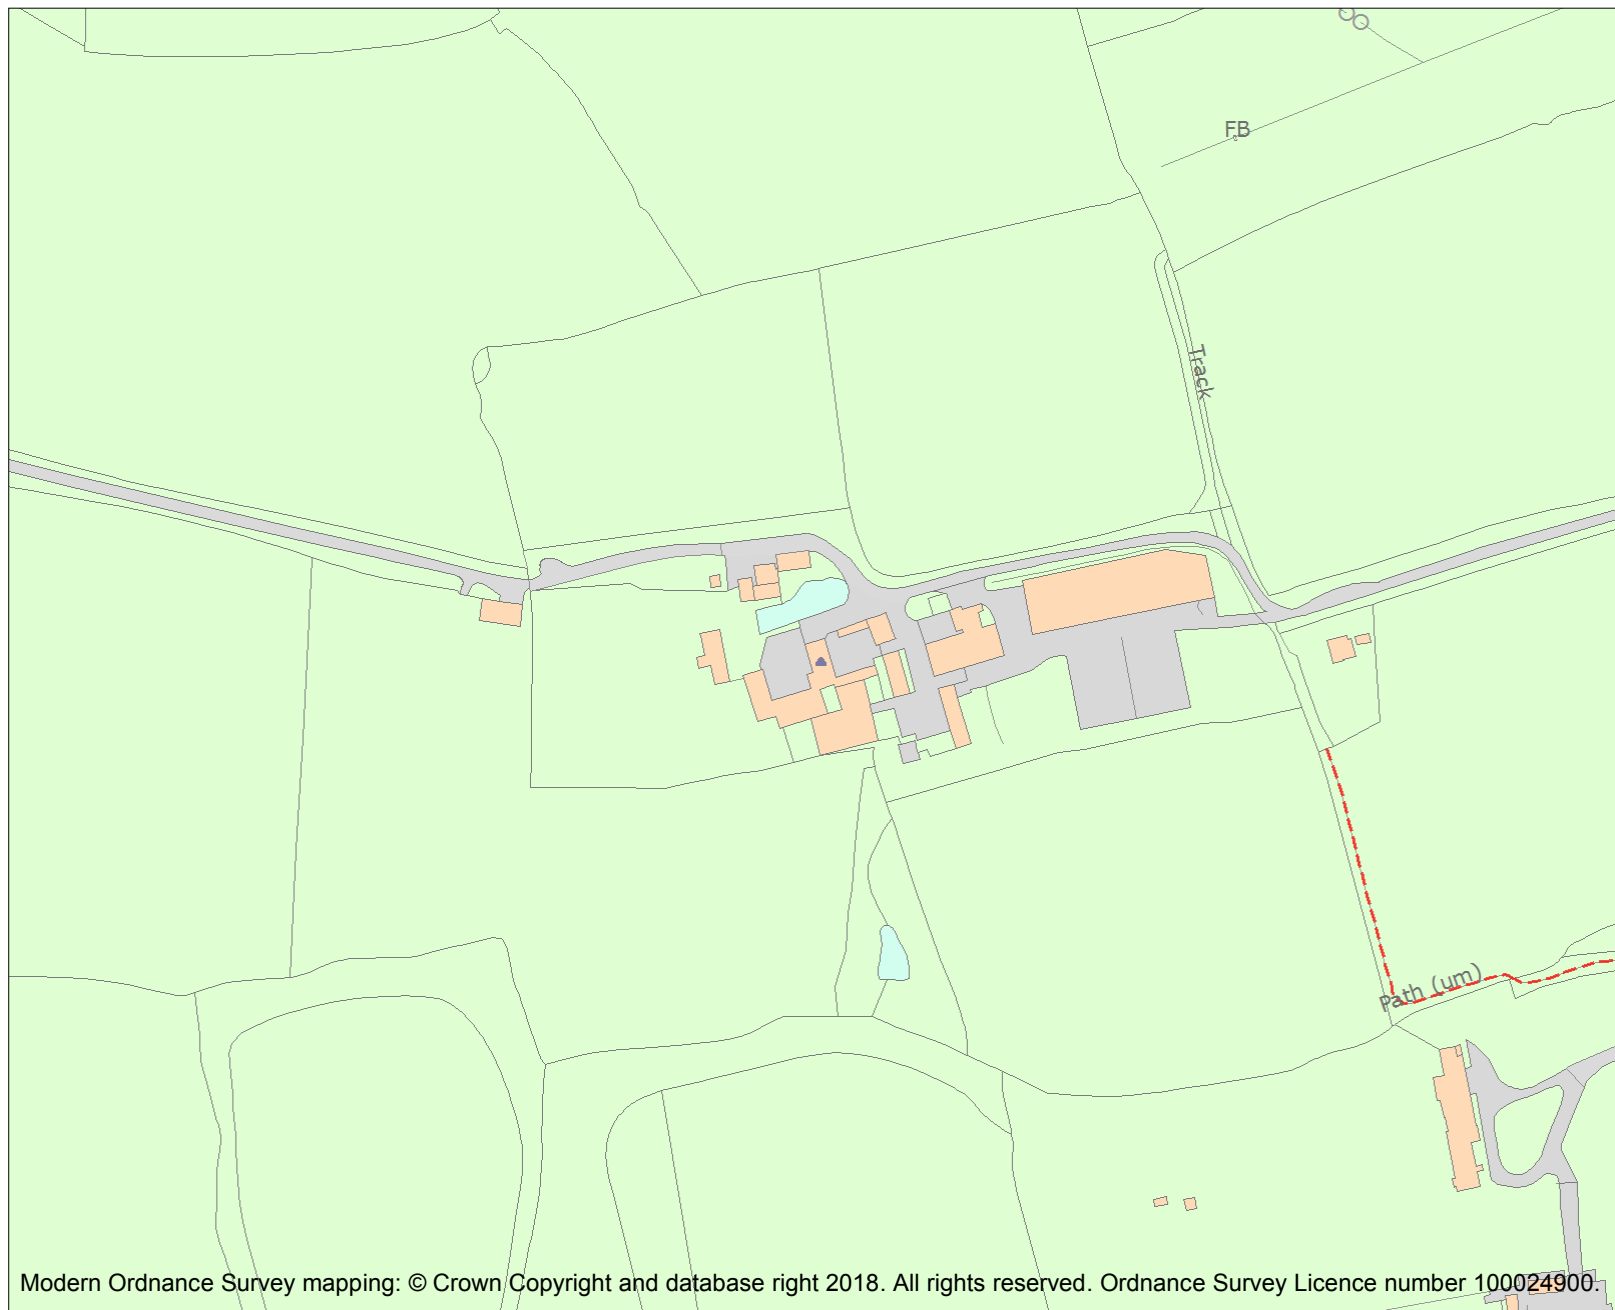 FB
Track
Path (um)
Modern Ordnance Survey mapping: © Crown Copyright and database right 2018. All rights reserved. Ordnance Survey Licence number 100024900.